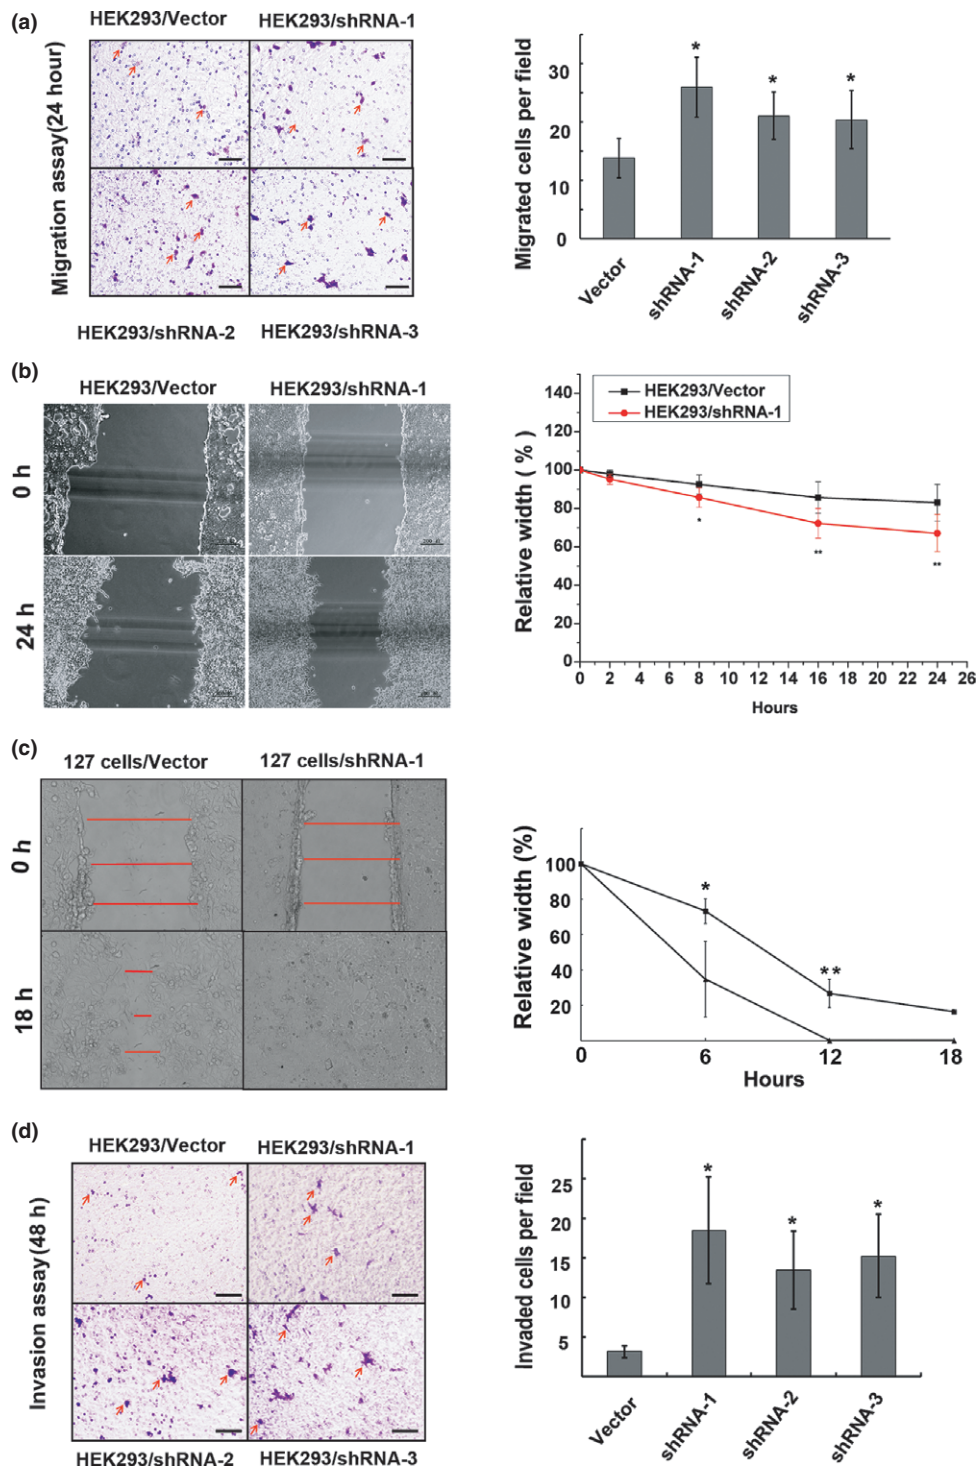 (a)
HEK293/Vector
HEK293/shRNA-1
Migration assay(24 hour)
HEK293/shRNA-2
HEK293/shRNA-3
Migrated cells per field
30
20
10
0
*
*
*
Vector
shRNA-1
shRNA-2
shRNA-3
(b)
HEK293/Vector
HEK293/shRNA-1
0 h
24 h
HEK293/Vector
HEK293/shRNA-1
Relative width ( % )
140
120
100
80
60
40
20
0
*
**
**
0 2 4 6 8 10 12 14 16 18 20 22 24 26
Hours
(c)
127 cells/Vector
127 cells/shRNA-1
0 h
18 h
Relative width (%)
100
80
60
40
20
*
**
0 6 12 18
Hours
(d)
HEK293/Vector
HEK293/shRNA-1
Invasion assay(48 h)
HEK293/shRNA-2
HEK293/shRNA-3
Invaded cells per field
25
20
15
10
5
*
*
*
Vector
shRNA-1
shRNA-2
shRNA-3